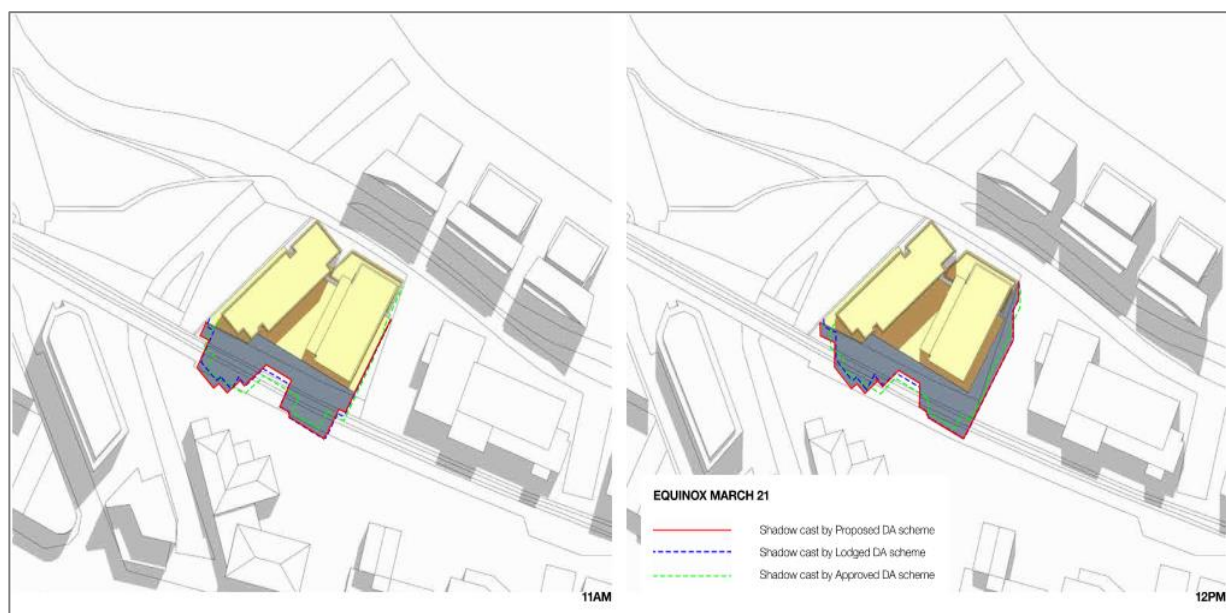 11AM
EQUINOX MARCH 21
Shadow cast by Proposed DA scheme
Shadow cast by Lodged DA scheme
Shadow cast by Approved DA scheme
12PM